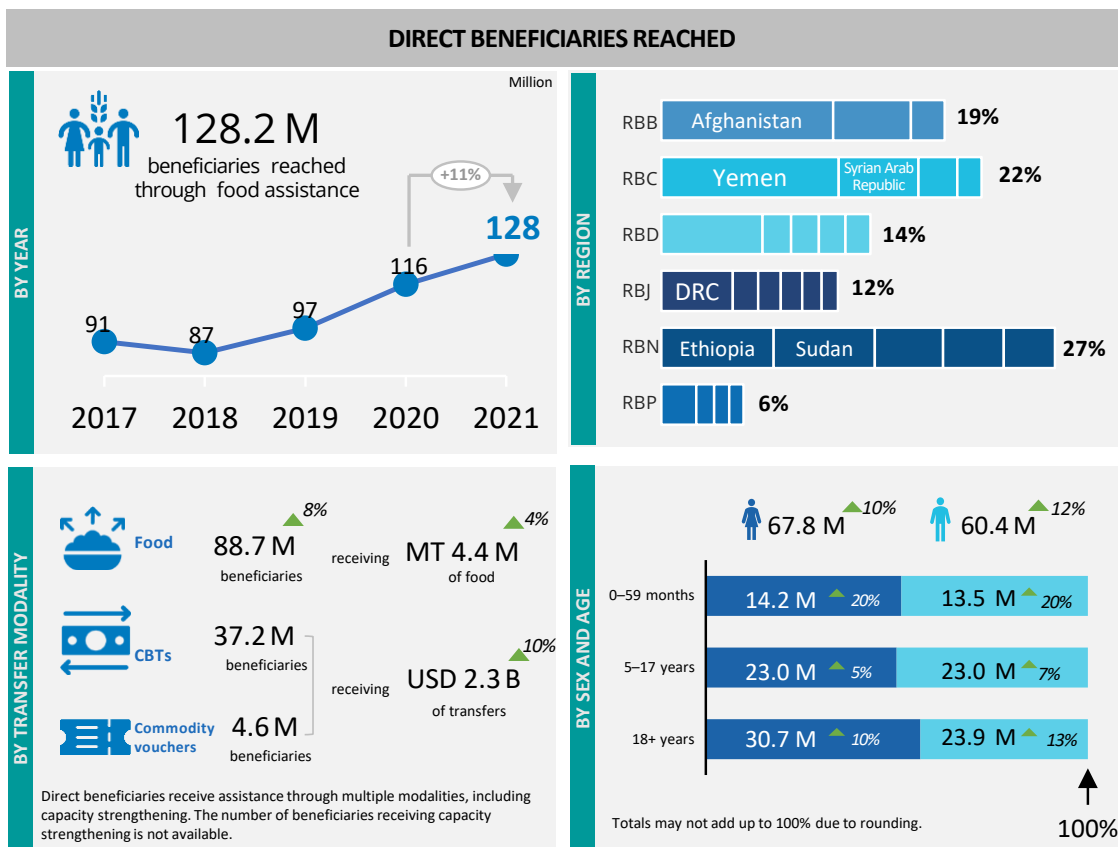 DIRECT BENEFICIARIES REACHED
BY YEAR
Million
128.2 M
beneficiaries reached
through food assistance
+11%
128
116
97
91
87
2017 2018 2019 2020 2021
BY REGION
RBB Afghanistan 19%
RBC Yemen Syrian Arab Republic 22%
RBD 14%
RBJ DRC 12%
RBN Ethiopia Sudan 27%
RBP 6%
BY TRANSFER MODALITY
Food
88.7 M 8%
beneficiaries
receiving
MT 4.4 M 4%
of food
CBTs
37.2 M
beneficiaries
receiving
USD 2.3 B 10%
of transfers
Commodity
vouchers
4.6 M
beneficiaries
Direct beneficiaries receive assistance through multiple modalities, including
capacity strengthening. The number of beneficiaries receiving capacity
strengthening is not available.
BY SEX AND AGE
67.8 M 10% 60.4 M 12%
0–59 months 14.2 M 20% 13.5 M 20%
5–17 years 23.0 M 5% 23.0 M 7%
18+ years 30.7 M 10% 23.9 M 13%
Totals may not add up to 100% due to rounding.
100%